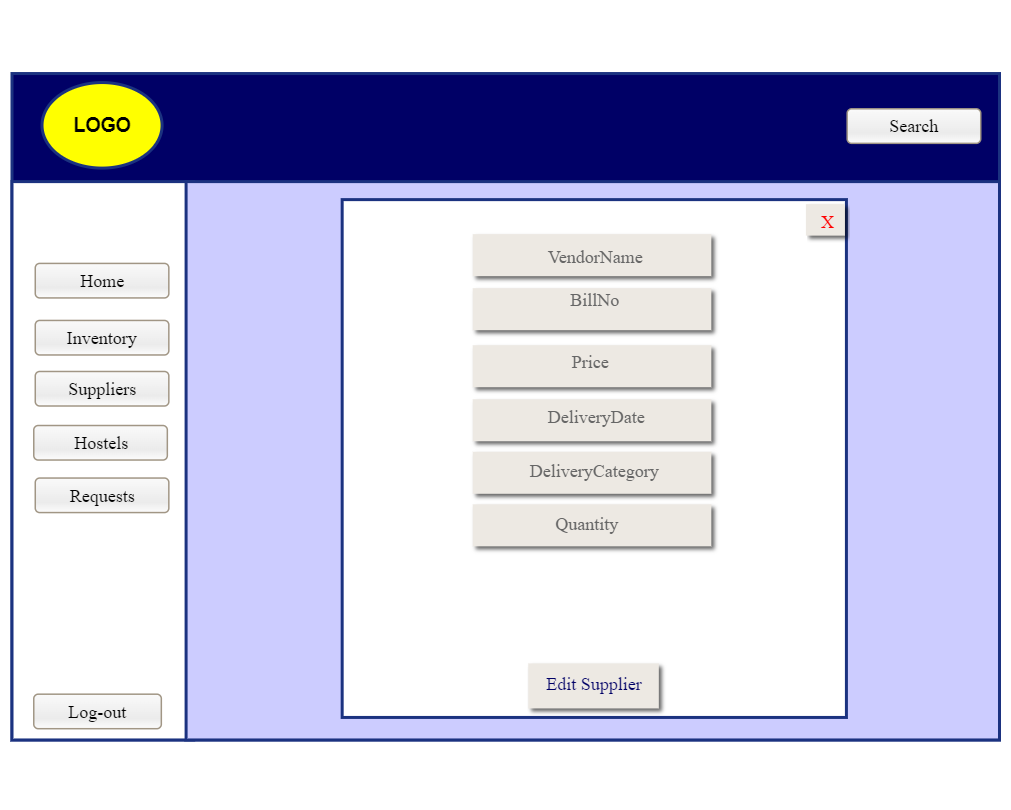 LOGO
Search
X
VendorName
BillNo
Price
DeliveryDate
DeliveryCategory
Quantity
Edit Supplier
Home
Inventory
Suppliers
Hostels
Requests
Log-out